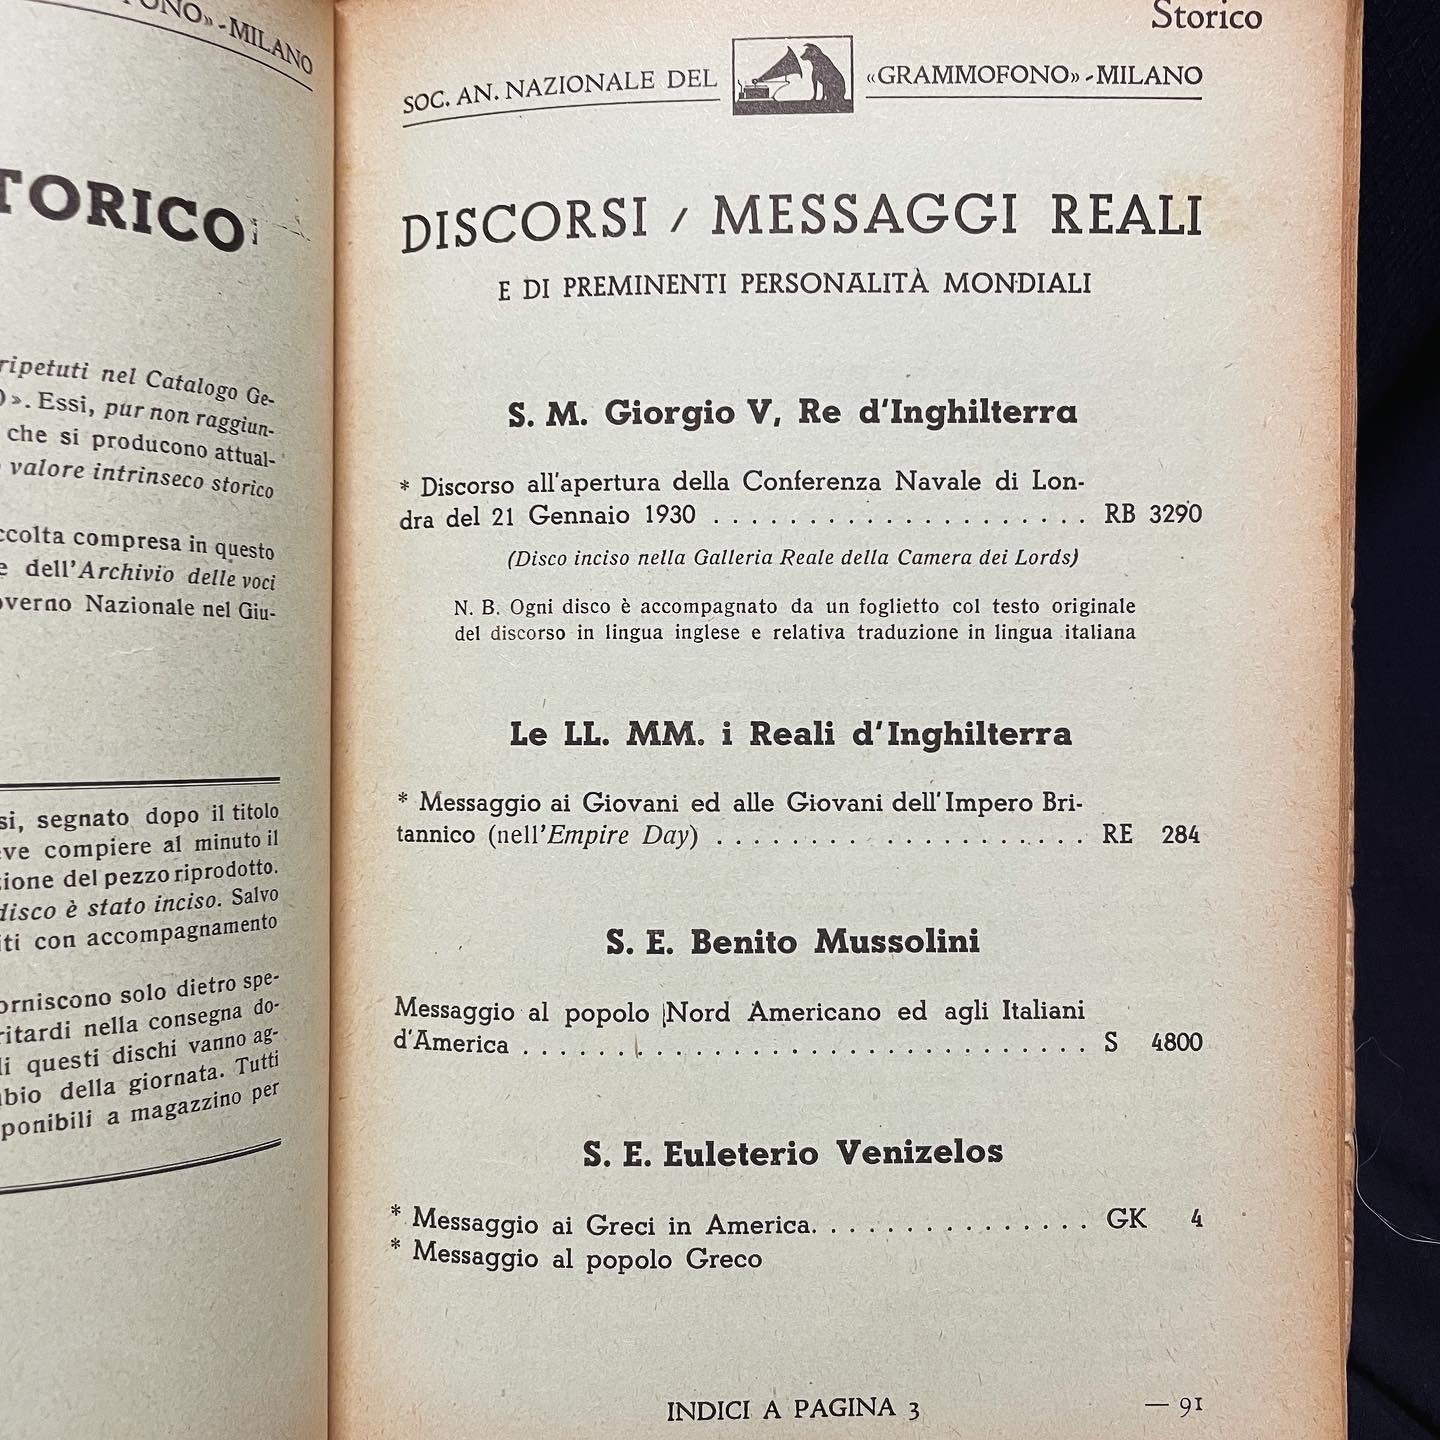 ONO» - MILANO
TORICO
ripetuti nel Catalogo Ge-
O». Essi, pur non raggiun-
che si producono attual-
valore intrinseco storico
ccolta compresa in questo
e dell'Archivio delle voci
overno Nazionale nel Giu-
si, segnato dopo il titolo
eve compiere al minuto il
zione del pezzo riprodotto.
disco è stato inciso. Salvo
iti con accompagnamento
orniscono solo dietro spe-
ritardi nella consegna do-
di questi dischi vanno ag-
mbio della giornata. Tutti
sponibili a magazzino per
Storico
SOC. AN. NAZIONALE DEL «GRAMMOFONO» - MILANO
DISCORSI / MESSAGGI REALI
E DI PREMINENTI PERSONALITÀ MONDIALI
S. M. Giorgio V, Re d'Inghilterra
* Discorso all'apertura della Conferenza Navale di Lon-
dra del 21 Gennaio 1930 . . . . . . . . . . . . . . . . . . . . RB 3290
(Disco inciso nella Galleria Reale della Camera dei Lords)
N. B. Ogni disco è accompagnato da un foglietto col testo originale
del discorso in lingua inglese e relativa traduzione in lingua italiana
Le LL. MM. i Reali d'Inghilterra
* Messaggio ai Giovani ed alle Giovani dell'Impero Bri-
tannico (nell'Empire Day) . . . . . . . . . . . . . . . . . . . . RE 284
S. E. Benito Mussolini
Messaggio al popolo Nord Americano ed agli Italiani
d'America . . . . . . . . . . . . . . . . . . . . . . . . . . . . . . S 4800
S. E. Euleterio Venizelos
* Messaggio ai Greci in America. . . . . . . . . . . . . . . GK 4
* Messaggio al popolo Greco
INDICI A PAGINA 3
— 91